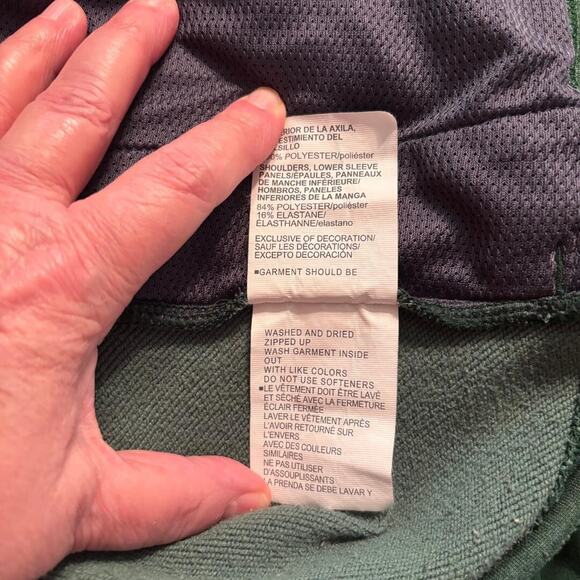 DE LA AXILA,
DEL
% POLYESTER/poliéster
SHOULDERS, LOWER SLEEVE
PANELS/ÉPAULES, PANNEAUX
DE MANCHE INFÉRIEURE/
HOMBROS, PANELES
INFERIORES DE LA MANGA
84% POLYESTER/poliéster
16% ELASTANE/
ÉLASTHANNE/elastano
EXCLUSIVE OF DECORATION/
SAUF LES DÉCORATIONS/
EXCEPTO DECORACIÓN
■GARMENT SHOULD BE
WASHED AND DRIED
ZIPPED UP
WASH GARMENT INSIDE
OUT
WITH LIKE COLORS
DO NOT USE SOFTENERS
■LE VÊTEMENT DOIT ÊTRE LAVÉ
ET SÉCHÉ AVEC LA FERMETURE
ÉCLAIR FERMÉE
LAVER LE VÊTEMENT APRÈS
L'AVOIR RETOURNÉ SUR
L'ENVERS
AVEC DES COULEURS
SIMILAIRES
NE PAS UTILISER
D'ASSOUPLISSANTS
LA PRENDA SE DEBE LAVAR Y